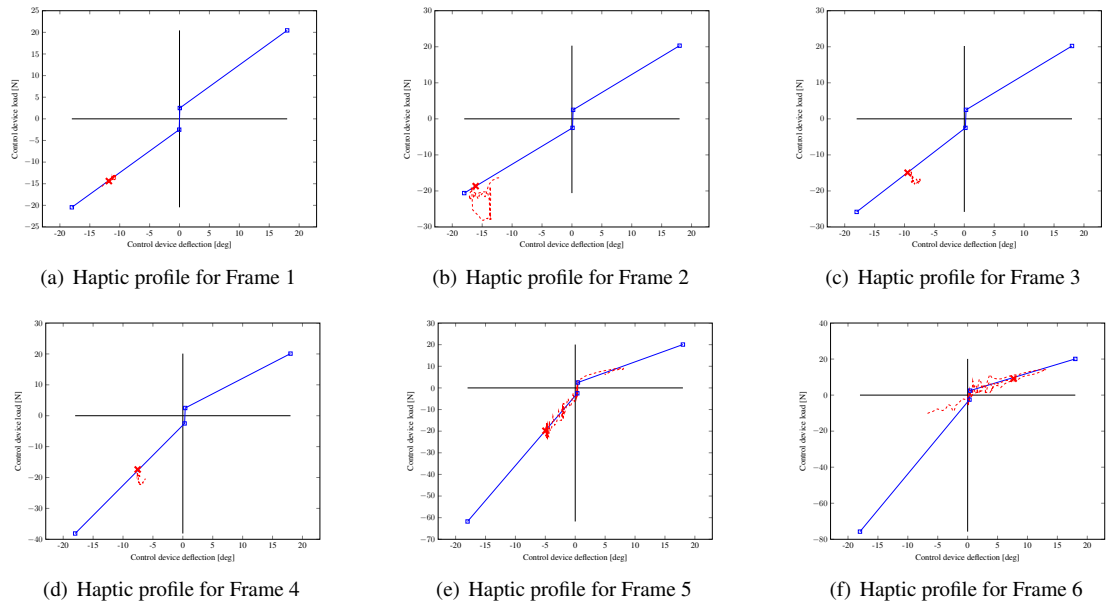 25
20
15
10
5
0
−5
−10
−15
−20
−25
-20 -15 -10 -5 0 5 10 15 20
Control device load [N]
Control device deflection [deg]
(a) Haptic profile for Frame 1
30
20
10
0
−10
−20
−30
-20 -15 -10 -5 0 5 10 15 20
Control device load [N]
Control device deflection [deg]
(b) Haptic profile for Frame 2
30
20
10
0
−10
−20
−30
-20 -15 -10 -5 0 5 10 15 20
Control device load [N]
Control device deflection [deg]
(c) Haptic profile for Frame 3
30
20
10
0
−10
−20
−30
−40
-20 -15 -10 -5 0 5 10 15 20
Control device load [N]
Control device deflection [deg]
(d) Haptic profile for Frame 4
30
20
10
0
−10
−20
−30
−40
−50
−60
−70
-20 -15 -10 -5 0 5 10 15 20
Control device load [N]
Control device deflection [deg]
(e) Haptic profile for Frame 5
40
20
0
−20
−40
−60
−80
-20 -15 -10 -5 0 5 10 15 20
Control device load [N]
Control device deflection [deg]
(f) Haptic profile for Frame 6